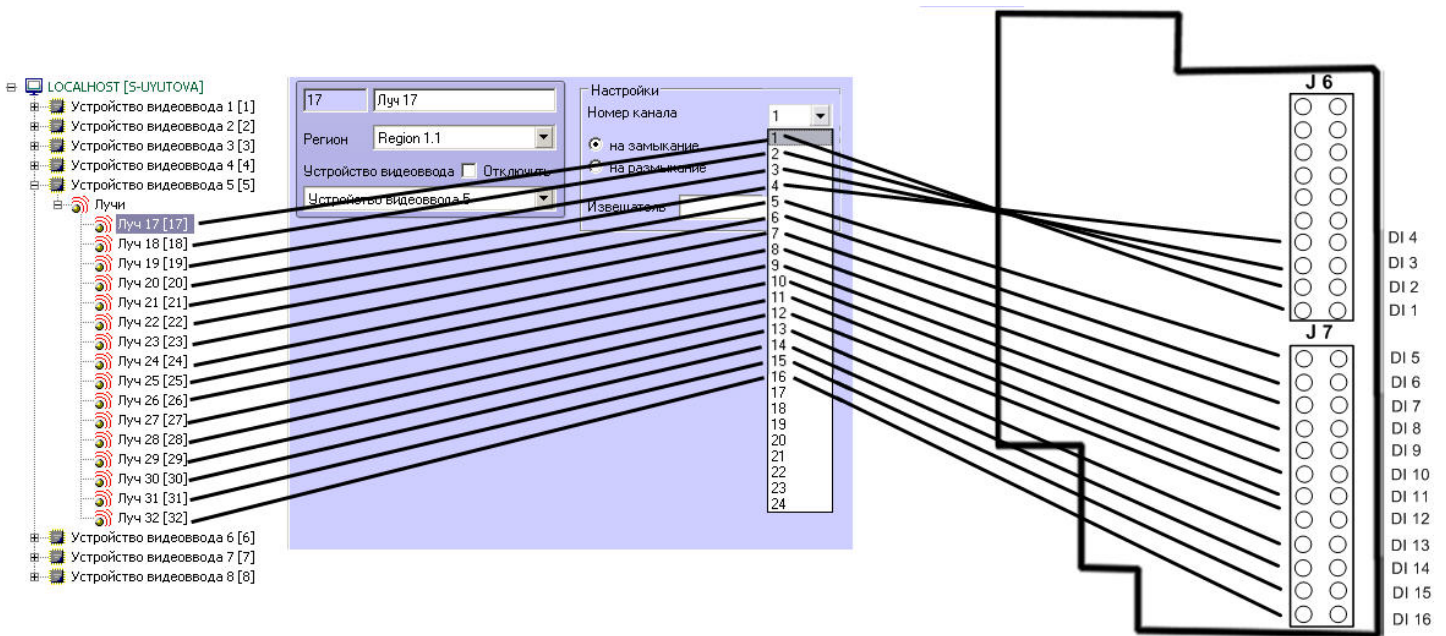 LOCALHOST [S-UYUTOVA]
Устройство видеоввода 1 [1]
Устройство видеоввода 2 [2]
Устройство видеоввода 3 [3]
Устройство видеоввода 4 [4]
Устройство видеоввода 5 [5]
Лучи
Луч 17 [17]
Луч 18 [18]
Луч 19 [19]
Луч 20 [20]
Луч 21 [21]
Луч 22 [22]
Луч 23 [23]
Луч 24 [24]
Луч 25 [25]
Луч 26 [26]
Луч 27 [27]
Луч 28 [28]
Луч 29 [29]
Луч 30 [30]
Луч 31 [31]
Луч 32 [32]
Устройство видеоввода 6 [6]
Устройство видеоввода 7 [7]
Устройство видеоввода 8 [8]
17 Луч 17
Регион Region 1.1
Устройство видеоввода Отключить
Устройство видеоввода 5
Настройки
Номер канала 1
на замыкание
на размыкание
Извещатель
1
2
3
4
5
6
7
8
9
10
11
12
13
14
15
16
17
18
19
20
21
22
23
24
J 6
DI 4
DI 3
DI 2
DI 1
J 7
DI 5
DI 6
DI 7
DI 8
DI 9
DI 10
DI 11
DI 12
DI 13
DI 14
DI 15
DI 16